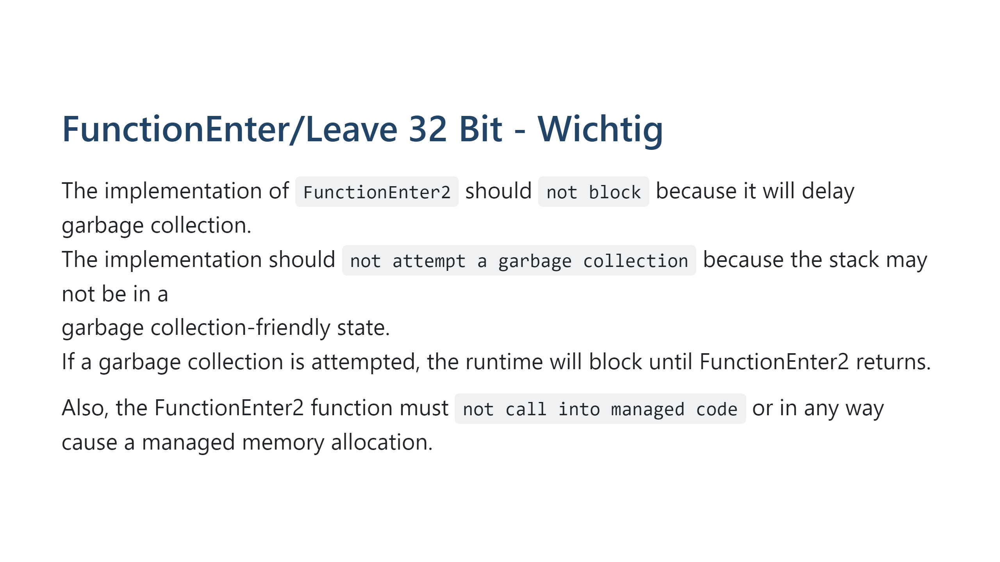 FunctionEnter/Leave 32 Bit - Wichtig
The implementation of FunctionEnter2 should not block because it will delay
garbage collection.
The implementation should not attempt a garbage collection because the stack may
not be in a
garbage collection-friendly state.
If a garbage collection is attempted, the runtime will block until FunctionEnter2 returns.
Also, the FunctionEnter2 function must not call into managed code or in any way
cause a managed memory allocation.